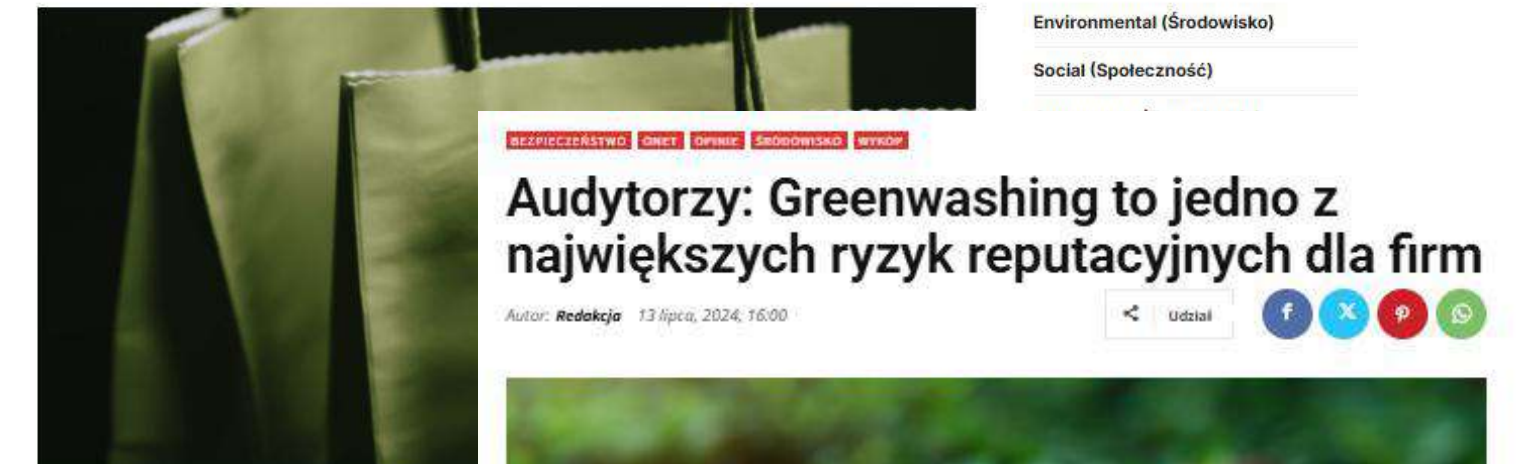 Environmental (Środowisko)
Social (Społeczność)
BEZPIECZEŃSTWO ONET OPINIE ŚRODOWISKO WYKOP
Audytorzy: Greenwashing to jedno z
największych ryzyk reputacyjnych dla firm
Autor: Redakcja 13 lipca, 2024, 16:00
Udział